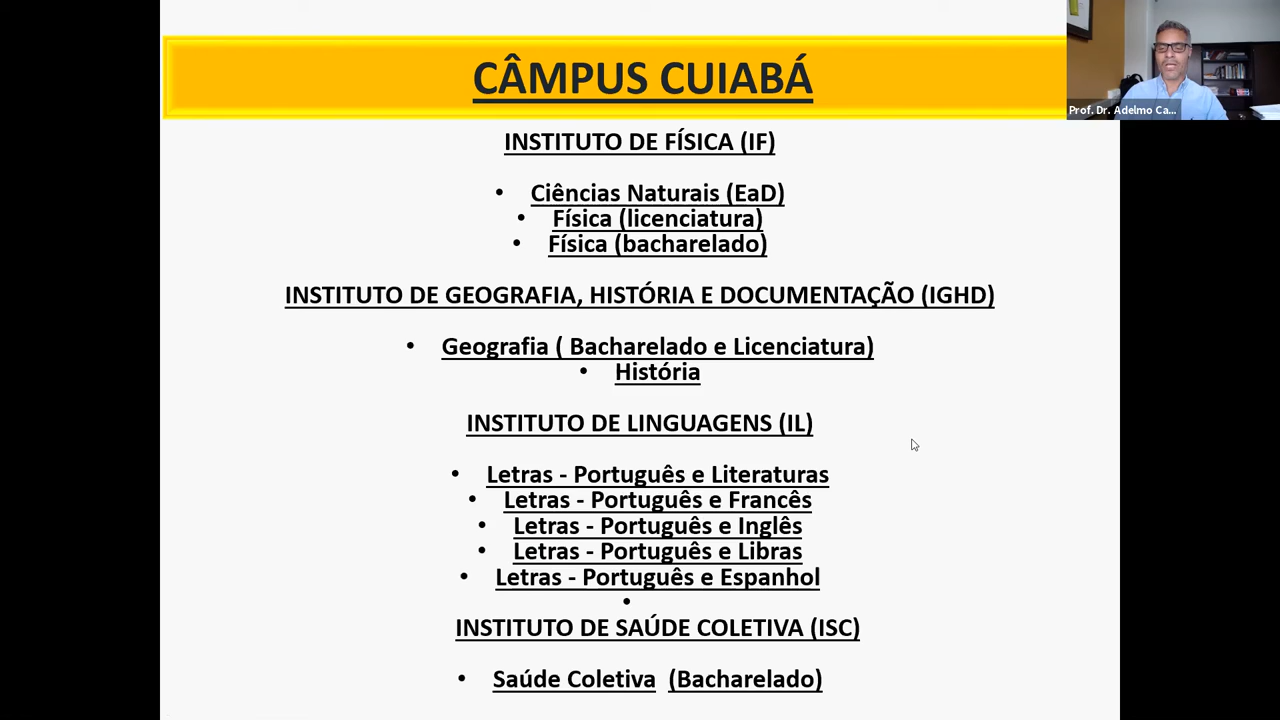 CÂMPUS CUIABÁ
Prof. Dr. Adelmo Ca...
INSTITUTO DE FÍSICA (IF)
• Ciências Naturais (EaD)
• Física (licenciatura)
• Física (bacharelado)
INSTITUTO DE GEOGRAFIA, HISTÓRIA E DOCUMENTAÇÃO (IGHD)
• Geografia ( Bacharelado e Licenciatura)
• História
INSTITUTO DE LINGUAGENS (IL)
• Letras - Português e Literaturas
• Letras - Português e Francês
• Letras - Português e Inglês
• Letras - Português e Libras
• Letras - Português e Espanhol
•
INSTITUTO DE SAÚDE COLETIVA (ISC)
• Saúde Coletiva (Bacharelado)